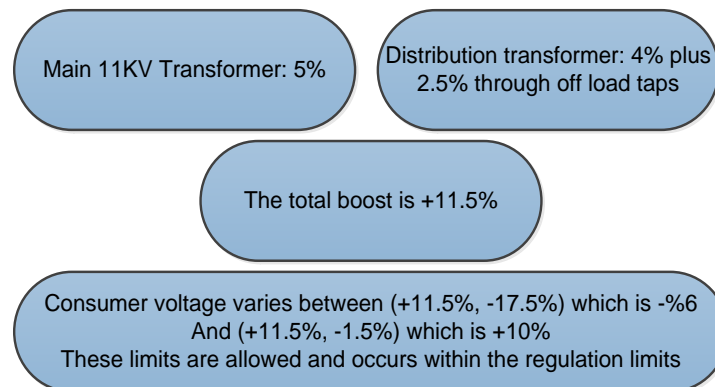 Main 11KV Transformer: 5%
Distribution transformer: 4% plus
2.5% through off load taps
The total boost is +11.5%
Consumer voltage varies between (+11.5%, -17.5%) which is -%6
And (+11.5%, -1.5%) which is +10%
These limits are allowed and occurs within the regulation limits